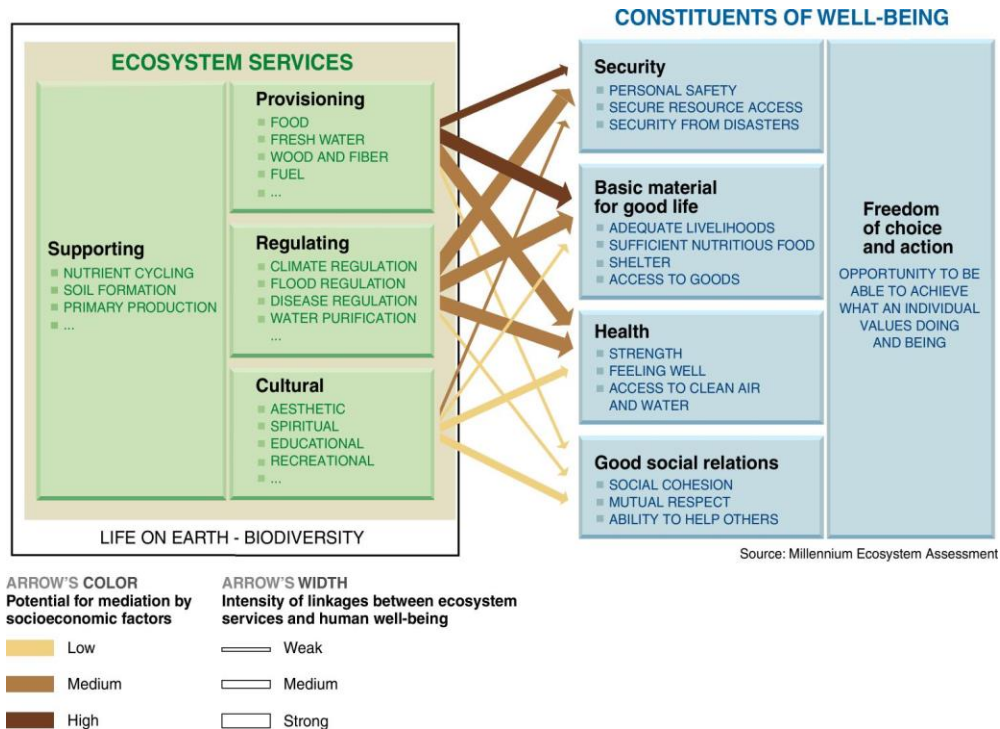 CONSTITUENTS OF WELL-BEING
ECOSYSTEM SERVICES
Supporting
■ NUTRIENT CYCLING
■ SOIL FORMATION
■ PRIMARY PRODUCTION
■ ...
Provisioning
■ FOOD
■ FRESH WATER
■ WOOD AND FIBER
■ FUEL
■ ...
Regulating
■ CLIMATE REGULATION
■ FLOOD REGULATION
■ DISEASE REGULATION
■ WATER PURIFICATION
...
Cultural
■ AESTHETIC
■ SPIRITUAL
■ EDUCATIONAL
■ RECREATIONAL
■ ...
LIFE ON EARTH - BIODIVERSITY
Security
■ PERSONAL SAFETY
■ SECURE RESOURCE ACCESS
■ SECURITY FROM DISASTERS
Basic material
for good life
■ ADEQUATE LIVELIHOODS
■ SUFFICIENT NUTRITIOUS FOOD
■ SHELTER
■ ACCESS TO GOODS
Health
■ STRENGTH
■ FEELING WELL
■ ACCESS TO CLEAN AIR
AND WATER
Good social relations
■ SOCIAL COHESION
■ MUTUAL RESPECT
■ ABILITY TO HELP OTHERS
Freedom
of choice
and action
OPPORTUNITY TO BE
ABLE TO ACHIEVE
WHAT AN INDIVIDUAL
VALUES DOING
AND BEING
Source: Millennium Ecosystem Assessment
ARROW'S COLOR
Potential for mediation by
socioeconomic factors
Low
Medium
High
ARROW'S WIDTH
Intensity of linkages between ecosystem
services and human well-being
Weak
Medium
Strong